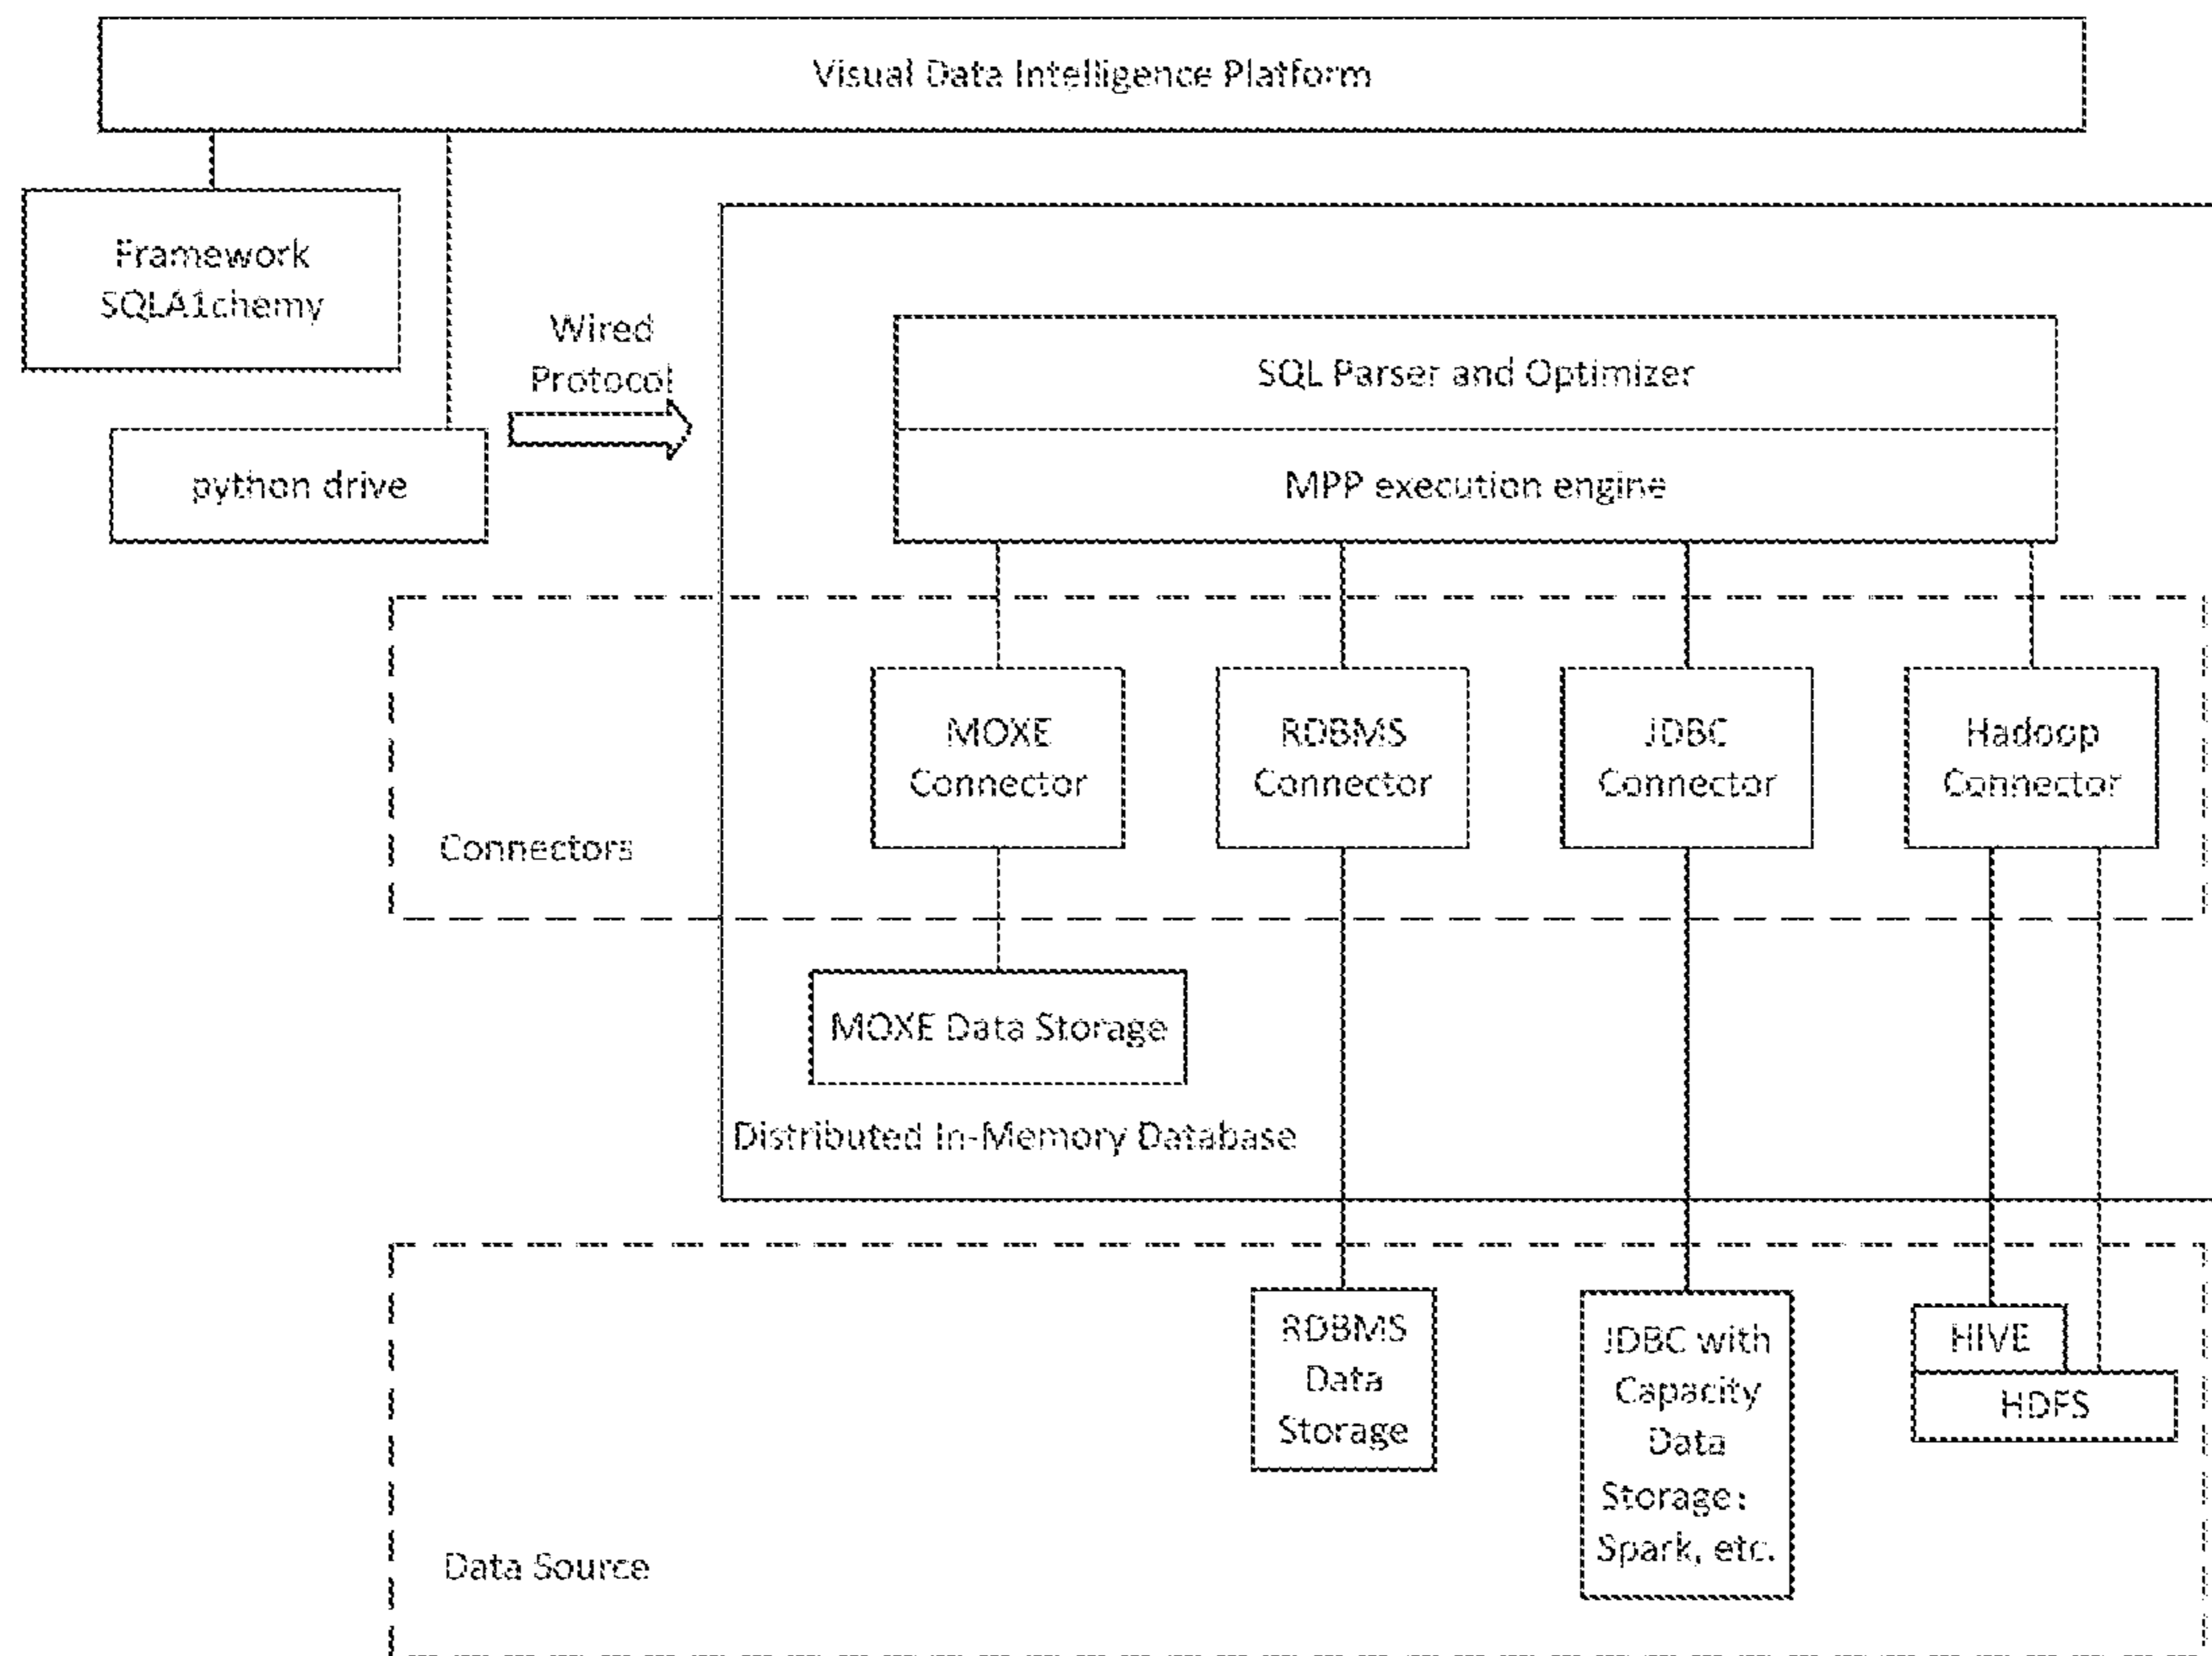 Visual Data Intelligence Platform
Framework
SQLA1chemy
Wired
Protocol
python drive
SQL Parser and Optimizer
MPP execution engine
MOXE
Connector
RDBMS
Connector
JDBC
Connector
Hadoop
Connector
Connectors
MOXE Data Storage
Distributed In-Memory Database
RDBMS
Data
Storage
JDBC with
Capacity
Data
Storage:
Spark, etc.
HIVE
HDFS
Data Source